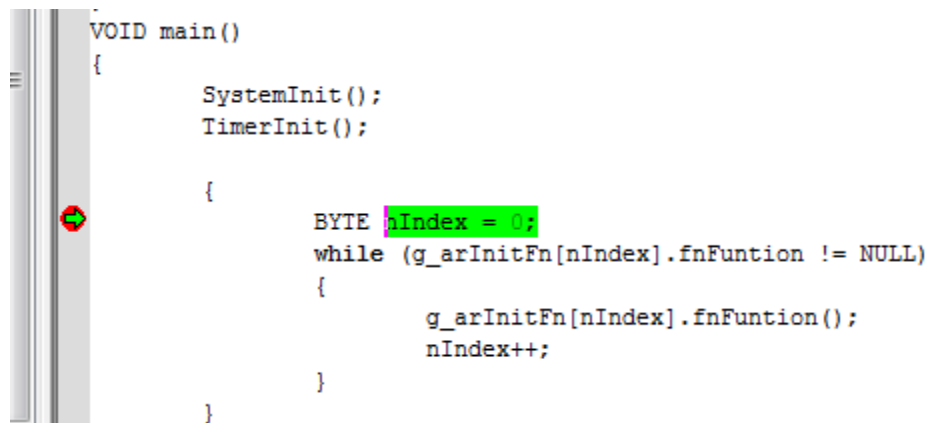 VOID main()
{
SystemInit();
TimerInit();
{
BYTE nIndex = 0;
while (g_arInitFn[nIndex].fnFuntion != NULL)
{
g_arInitFn[nIndex].fnFuntion();
nIndex++;
}
}